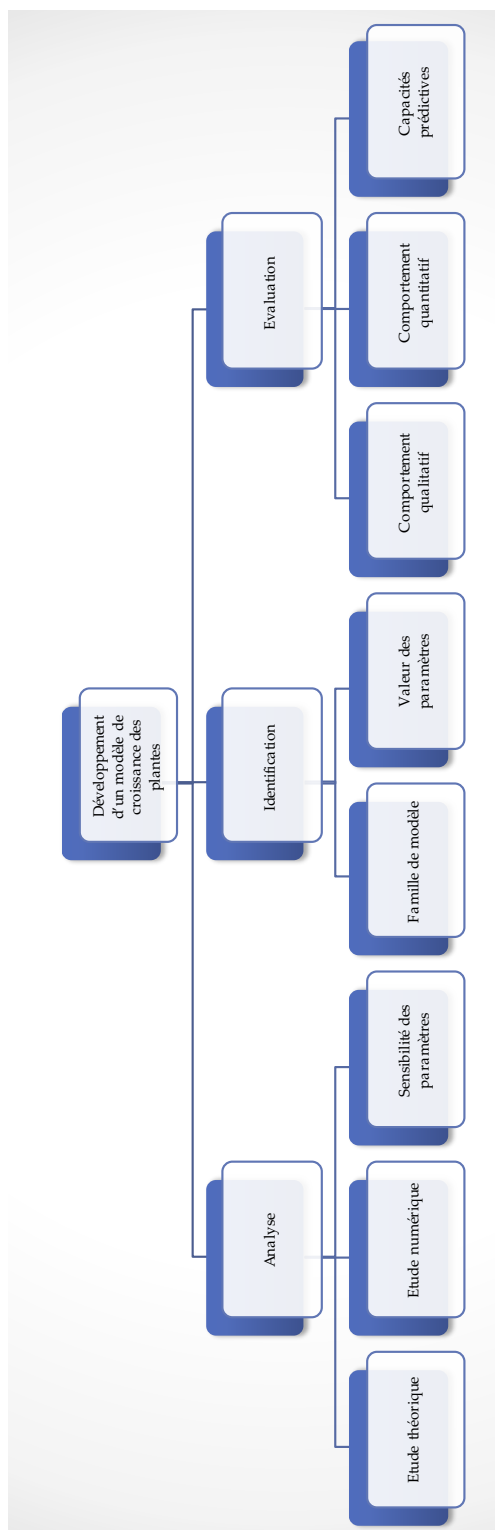 Développement
d'un modèle de
croissance des
plantes
Analyse
Identification
Evaluation
Etude théorique
Etude numérique
Sensibilité des
paramètres
Famille de modèle
Valeur des
paramètres
Comportement
qualitatif
Comportement
quantitatif
Capacités
prédictives